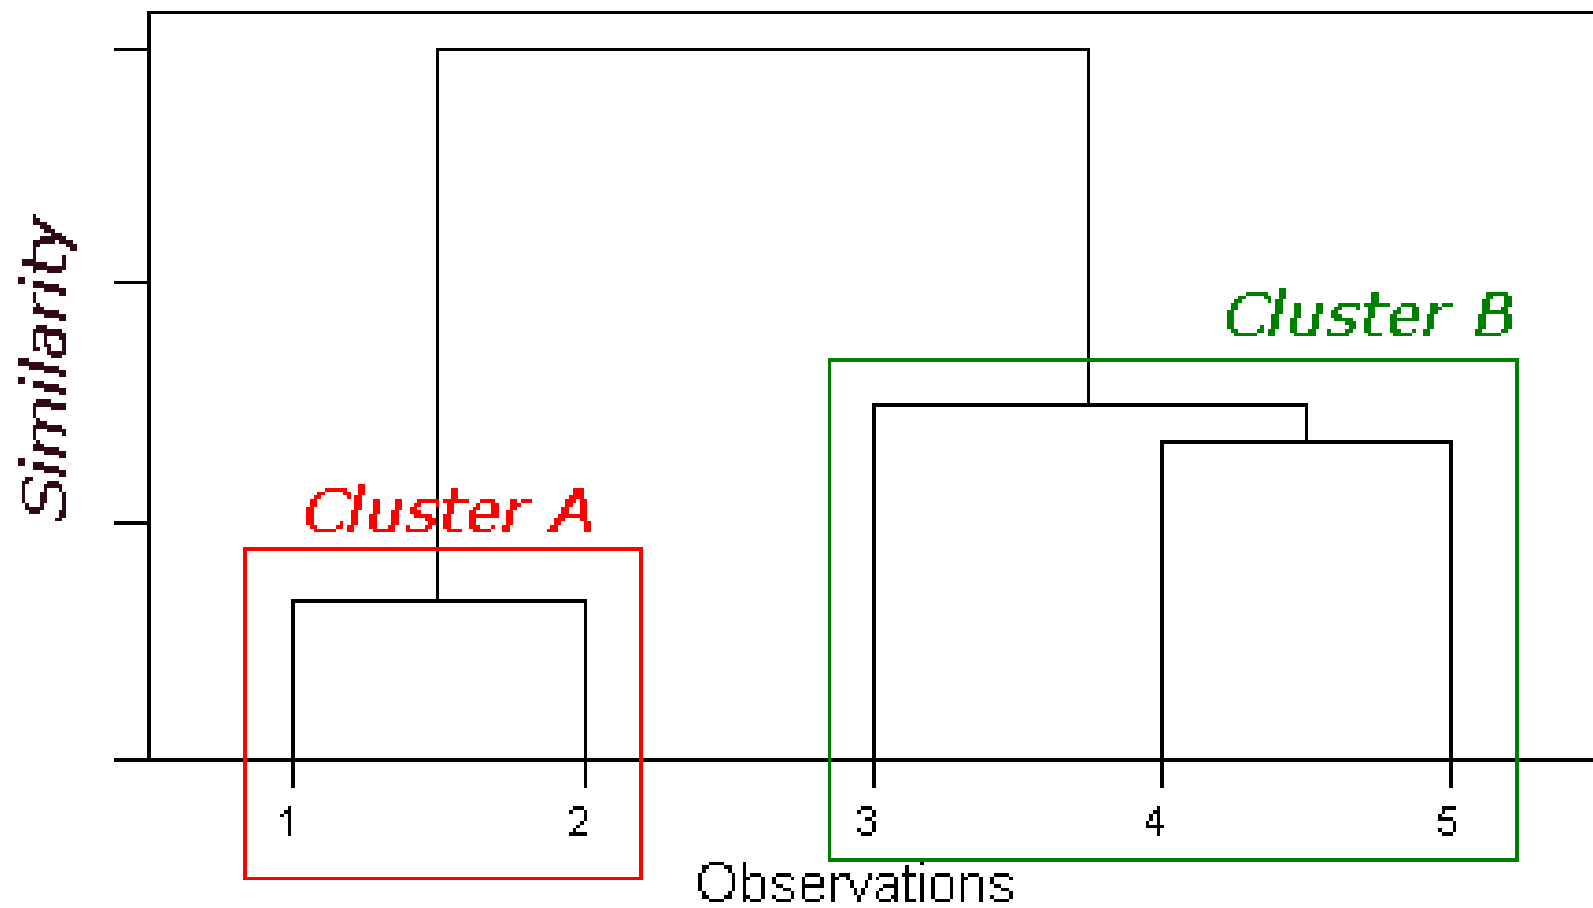 Similarity
Cluster B
Cluster A
1 2 3 4 5
Observations